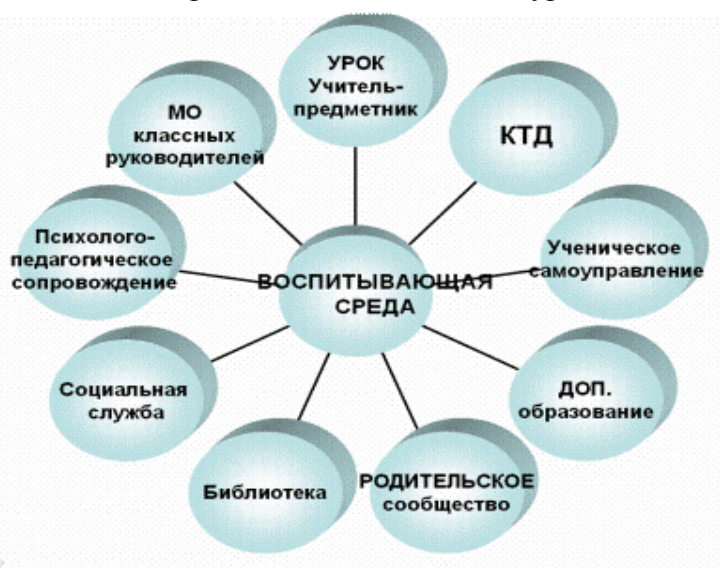 УРОК
Учитель-
предметник
КТД
Ученическое
самоуправление
ДОП.
образование
РОДИТЕЛЬСКОЕ
сообщество
Библиотека
Социальная
служба
Психолого-
педагогическое
сопровождение
МО
классных
руководителей
ВОСПИТЫВАЮЩАЯ
СРЕДА